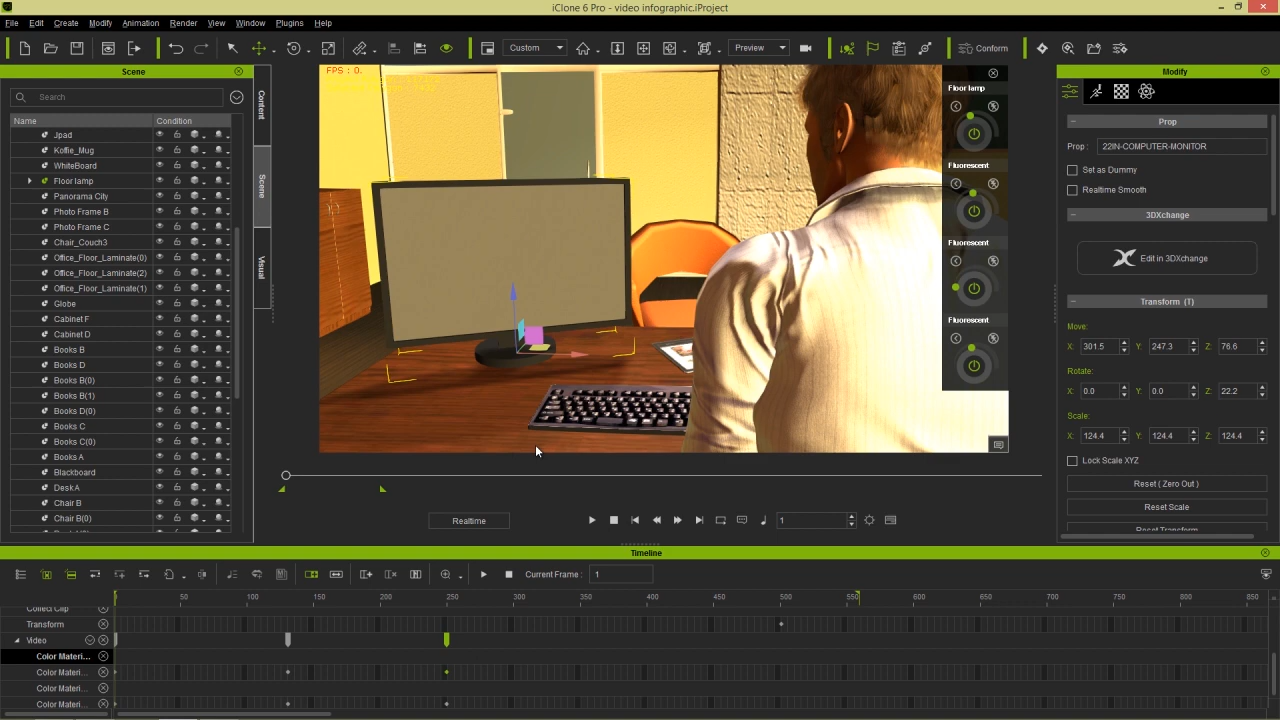 iClone 6 Pro - video infographic.iProject
File Edit Create Modify Animation Render View Window Plugins Help
Custom
Preview
Conform
Scene
Search
Name Condition
Jpad
Koffie_Mug
WhiteBoard
Floor lamp
Panorama City
Photo Frame B
Photo Frame C
Chair_Couch3
Office_Floor_Laminate(0)
Office_Floor_Laminate(2)
Office_Floor_Laminate(1)
Globe
Cabinet F
Cabinet D
Books B
Books D
Books B(0)
Books B(1)
Books D(0)
Books C
Books C(0)
Books A
Blackboard
Desk A
Chair B
Chair B(0)
Content
Scene
Visual
FPS : 0.
Floor lamp
Fluorescent
Fluorescent
Fluorescent
Modify
Prop
Prop : 22IN-COMPUTER-MONITOR
Set as Dummy
Realtime Smooth
3DXchange
Edit in 3DXchange
Transform (T)
Move:
X: 301.5 Y: 247.3 Z: 76.6
Rotate:
X: 0.0 Y: 0.0 Z: 22.2
Scale:
X: 124.4 Y: 124.4 Z: 124.4
Lock Scale XYZ
Reset ( Zero Out )
Reset Scale
Reset Transform
Realtime
1
Timeline
Current Frame : 1
50 100 150 200 250 300 350 400 450 500 550 600 650 700 750 800 850
Collect Clip
Transform
Video
Color Materi...
Color Materi...
Color Materi...
Color Materi...